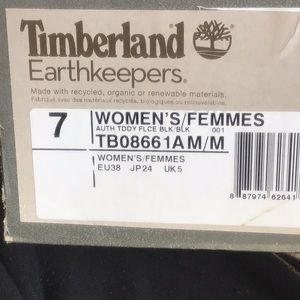 Timberland
Earthkeepers®
Made with recycled, organic or renewable materials.
Fabriqué avec des matériaux recyclés, biologiques ou renouvelables.
7 WOMEN'S/FEMMES
AUTH TDDY FLCE BLK/BLK 001
TB08661AM/M
WOMEN'S/FEMMES
EU38 JP24 UK5
8 87974 62641